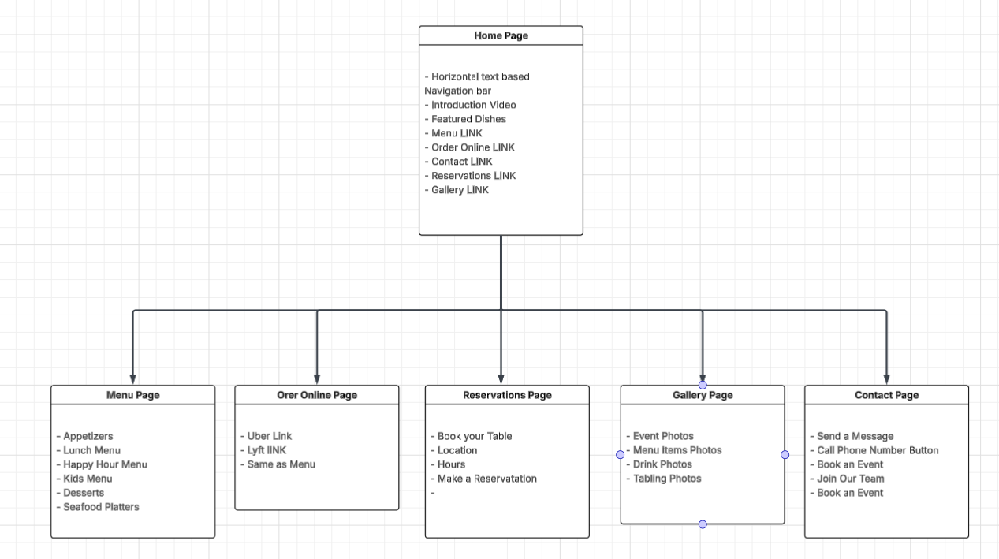 Home Page
- Horizontal text based
Navigation bar
- Introduction Video
- Featured Dishes
- Menu LINK
- Order Online LINK
- Contact LINK
- Reservations LINK
- Gallery LINK
Menu Page
- Appetizers
- Lunch Menu
- Happy Hour Menu
- Kids Menu
- Desserts
- Seafood Platters
Orer Online Page
- Uber Link
- Lyft lINK
- Same as Menu
Reservations Page
- Book your Table
- Location
- Hours
- Make a Reservatation
-
Gallery Page
- Event Photos
- Menu Items Photos
- Drink Photos
- Tabling Photos
Contact Page
- Send a Message
- Call Phone Number Button
- Book an Event
- Join Our Team
- Book an Event